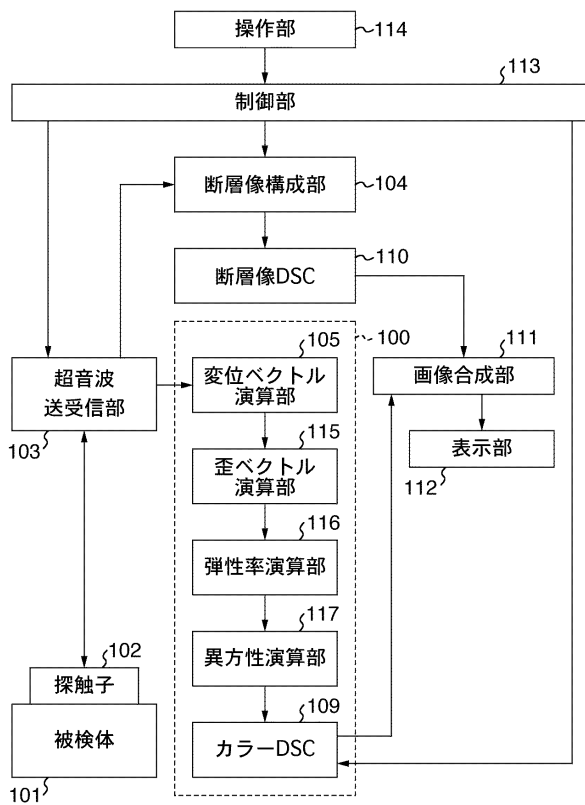 操作部
114
113
制御部
断層像構成部
104
110
断層像DSC
105
100
111
超音波
送受信部
103
変位ベクトル
演算部
画像合成部
115
歪ベクトル
演算部
表示部
112
116
弾性率演算部
117
異方性演算部
102
探触子
109
被検体
101
カラーDSC